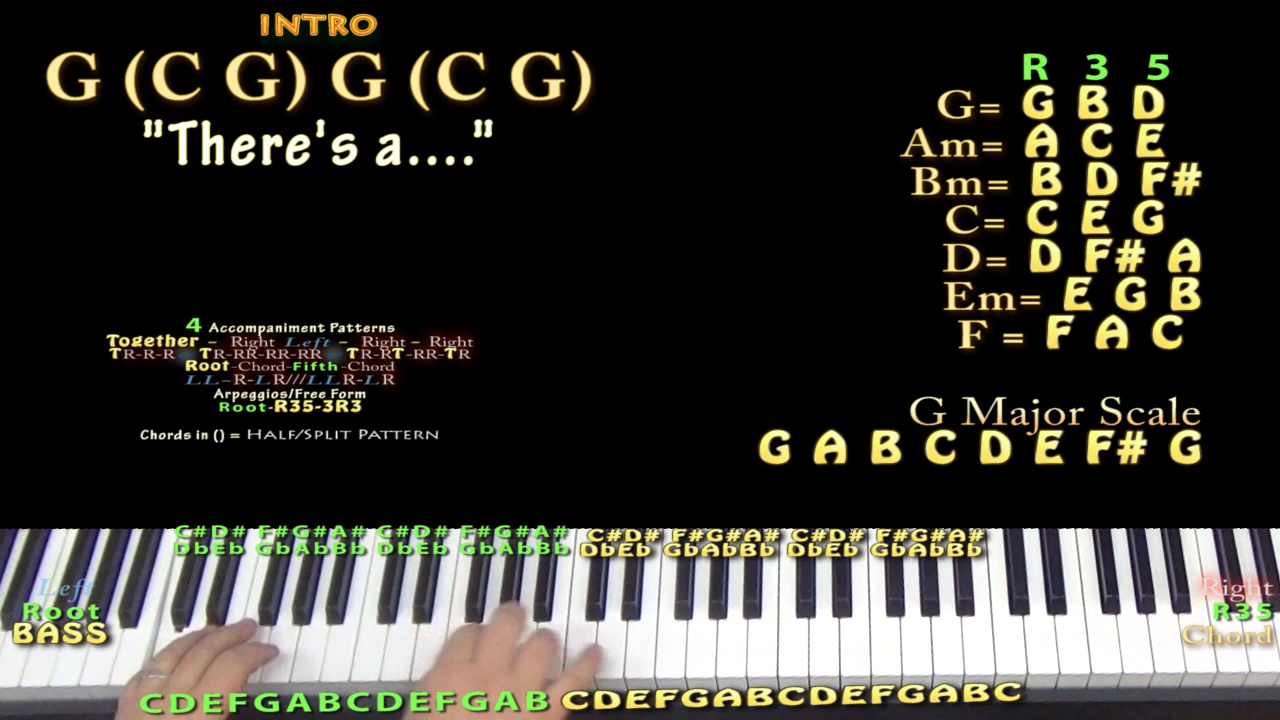 INTRO
G (C G) G (C G)
"There's a...."
R 3 5
G= G B D
Am= A C E
Bm= B D F#
C= C E G
D= D F# A
Em= E G B
F = F A C
4 Accompaniment Patterns
Together - Right Left - Right - Right
TR-R-R TR-RR-RR-RR TR-RT-RR-TR
Root-Chord-Fifth-Chord
LL-R-LR///LLR-LR
Arpeggios/Free Form
Root-R35-3R3
Chords in () = HALF/SPLIT PATTERN
G Major Scale
G A B C D E F# G
C#D# F#G#A# C#D# F#G#A# C#D# F#G#A# C#D# F#G#A#
DbEb GbAbBb DbEb GbAbBb DbEb GbAbBb DbEb GbAbBb
Left
Root
BASS
Right
R35
Chord
CDEFGABCDEFGAB CDEFGABCDEFGABC